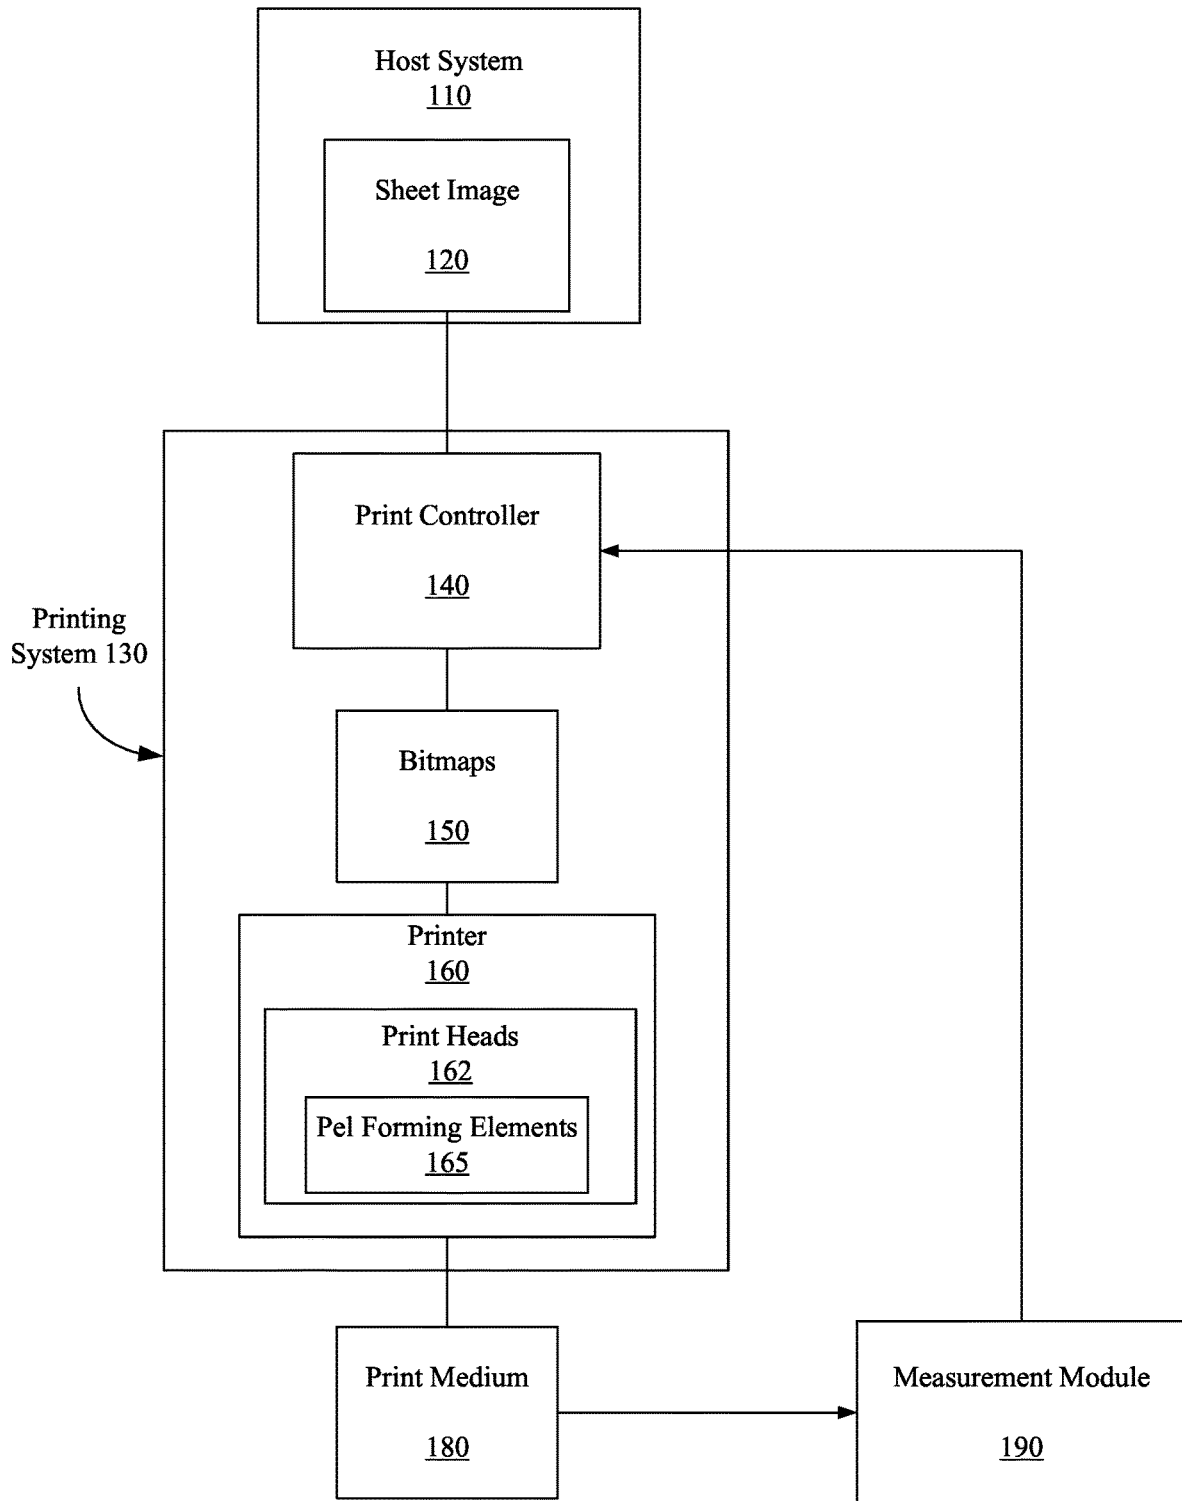 Host System
110
Sheet Image
120
Print Controller
140
Printing
System 130
Bitmaps
150
Printer
160
Print Heads
162
Pel Forming Elements
165
Print Medium
180
Measurement Module
190